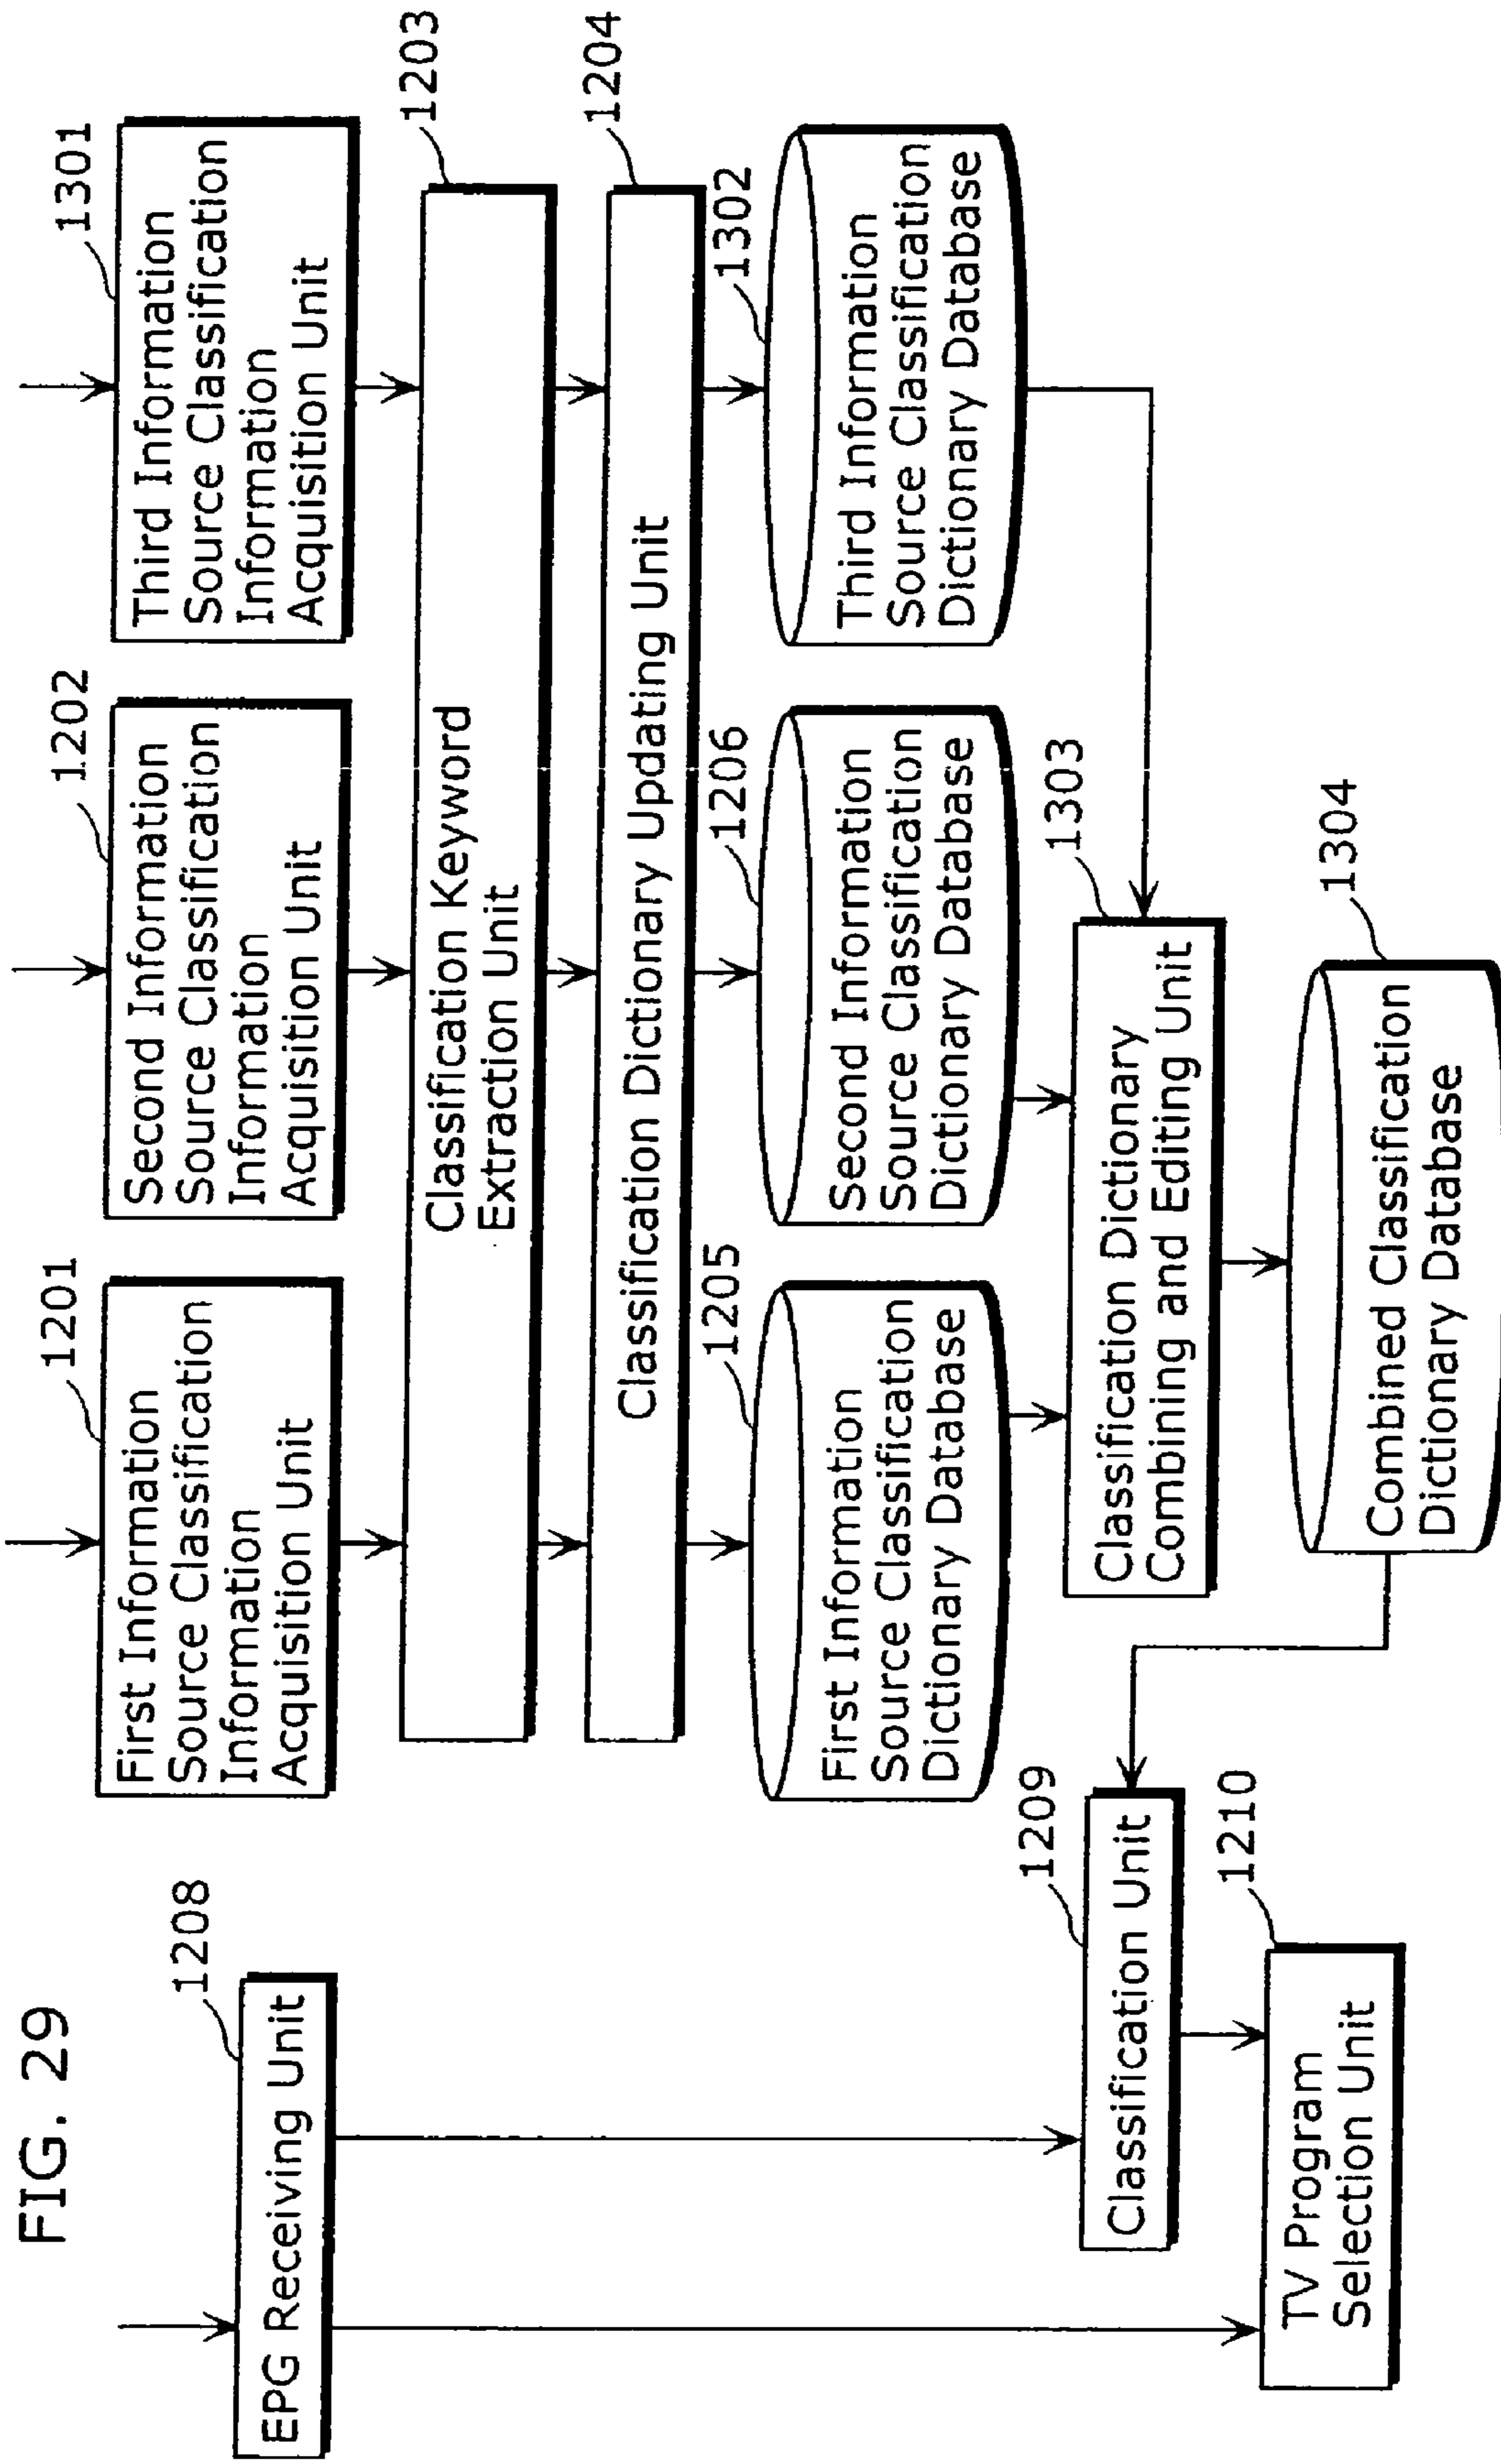 FIG. 29
1208
EPG Receiving Unit
1201
First Information
Source Classification
Information
Acquisition Unit
1202
Second Information
Source Classification
Information
Acquisition Unit
1301
Third Information
Source Classification
Information
Acquisition Unit
1203
Classification Keyword
Extraction Unit
1204
Classification Dictionary Updating Unit
1205
First Information
Source Classification
Dictionary Database
1206
Second Information
Source Classification
Dictionary Database
1302
Third Information
Source Classification
Dictionary Database
1209
Classification Unit
1303
Classification Dictionary
Combining and Editing Unit
1210
TV Program
Selection Unit
1304
Combined Classification
Dictionary Database